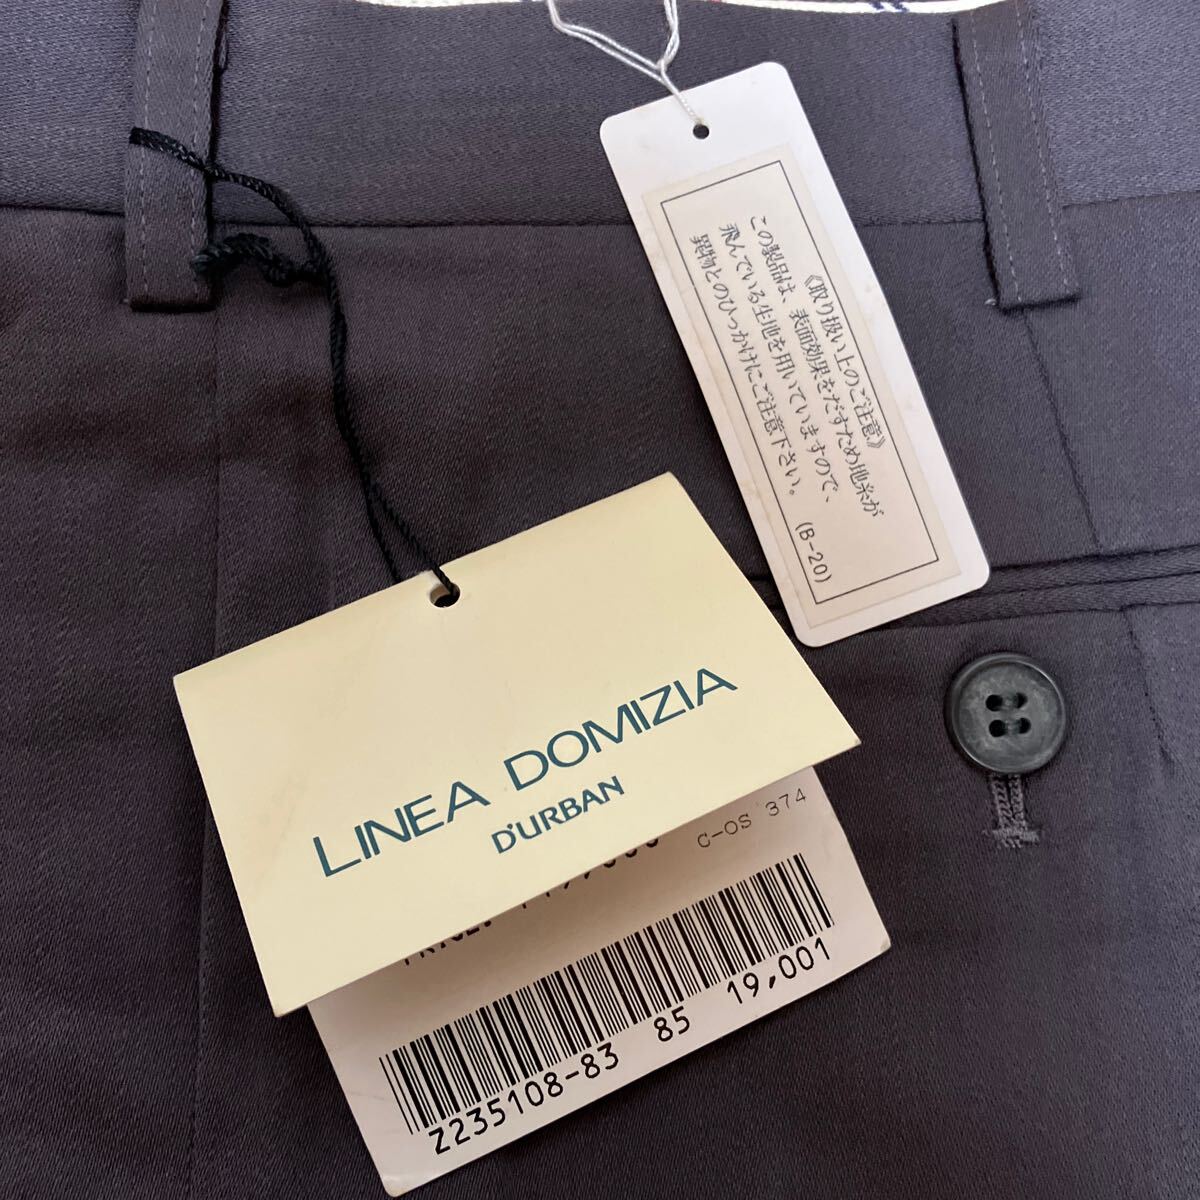 《取り扱い上のご注意》
この製品は、表面効果をだすため地糸が
飛んでいる生地を用いていますので、
異物とのひっかけにご注意下さい。
(B-20)
LINEA DOMIZIA
D'URBAN
C-OS 374
Z235108-83 85 19,001